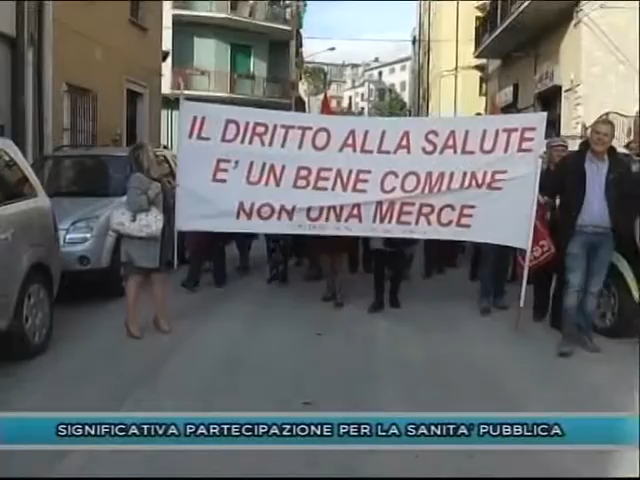 IL DIRITTO ALLA SALUTE
E' UN BENE COMUNE
NON UNA MERCE
SIGNIFICATIVA PARTECIPAZIONE PER LA SANITA' PUBBLICA